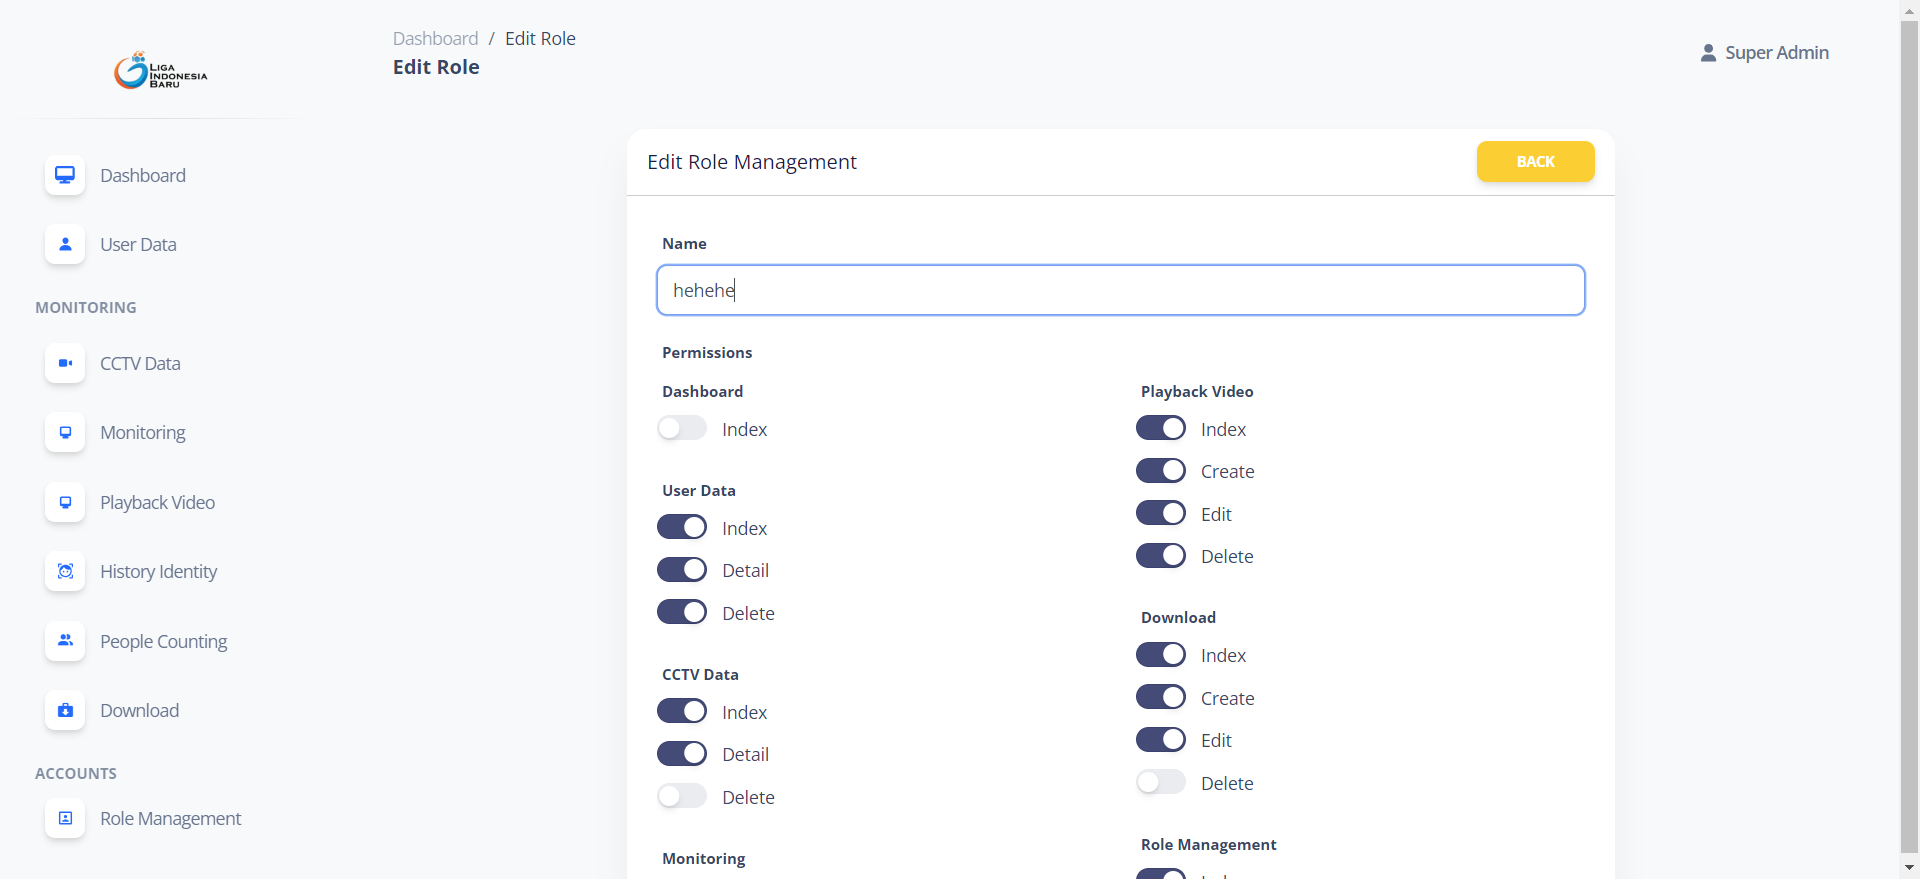 LIGA
INDONESIA
BARU
Dashboard / Edit Role
Edit Role
Super Admin
Dashboard
User Data
MONITORING
CCTV Data
Monitoring
Playback Video
History Identity
People Counting
Download
ACCOUNTS
Role Management
Edit Role Management
BACK
Name
hehehe
Permissions
Dashboard
Index
User Data
Index
Detail
Delete
CCTV Data
Index
Detail
Delete
Monitoring
Playback Video
Index
Create
Edit
Delete
Download
Index
Create
Edit
Delete
Role Management